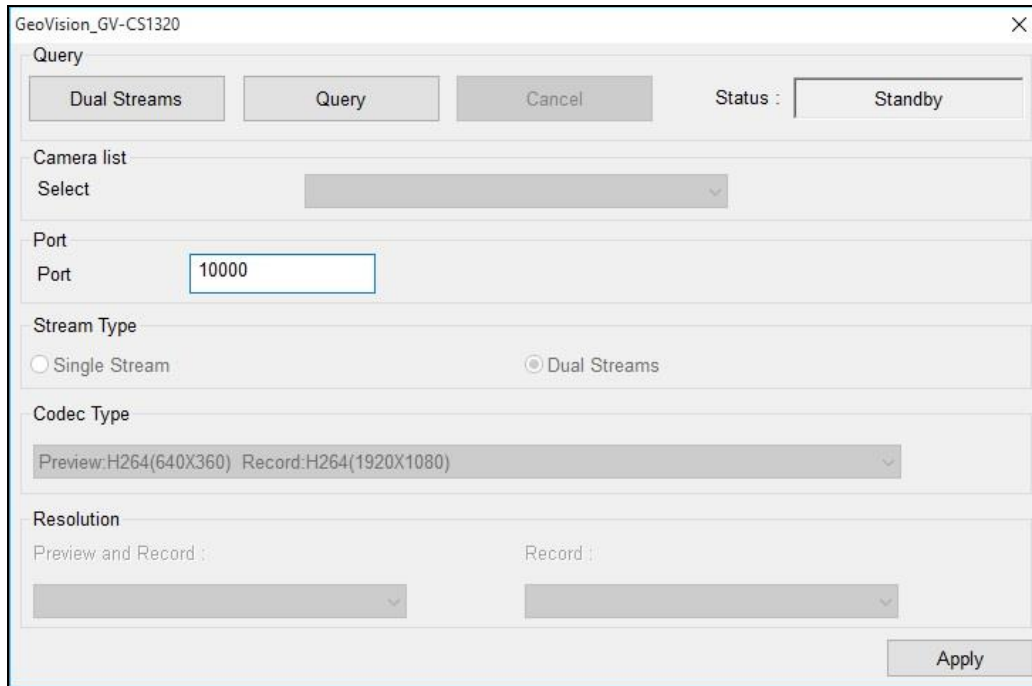 GeoVision_GV-CS1320
Query
Dual Streams Query Cancel Status : Standby
Camera list
Select
Port
Port 10000
Stream Type
Single Stream Dual Streams
Codec Type
Preview:H264(640X360) Record:H264(1920X1080)
Resolution
Preview and Record : Record :
Apply